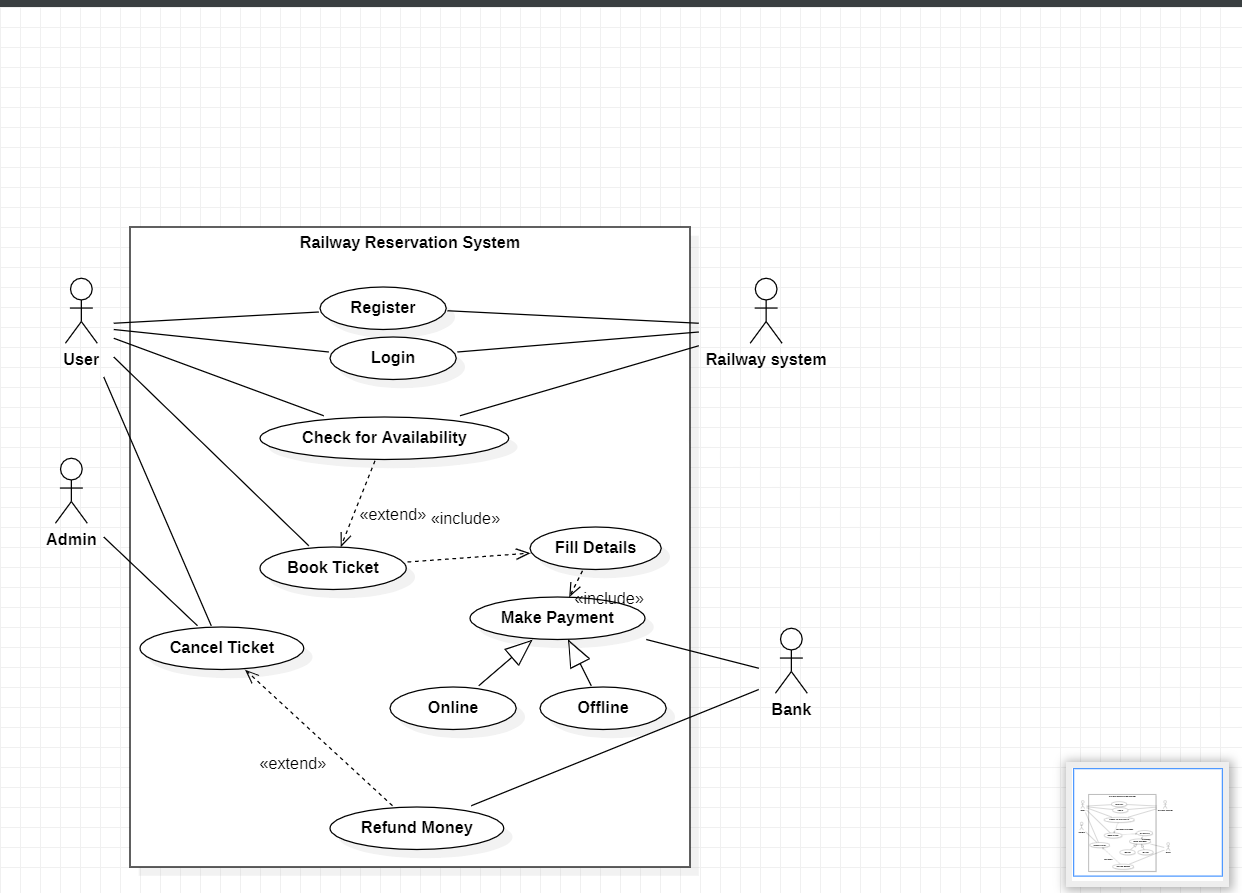 Railway Reservation System
Register
Login
User
Railway system
Check for Availability
«extend»
«include»
Admin
Fill Details
Book Ticket
«include»
Make Payment
Cancel Ticket
Online
Offline
Bank
«extend»
Refund Money